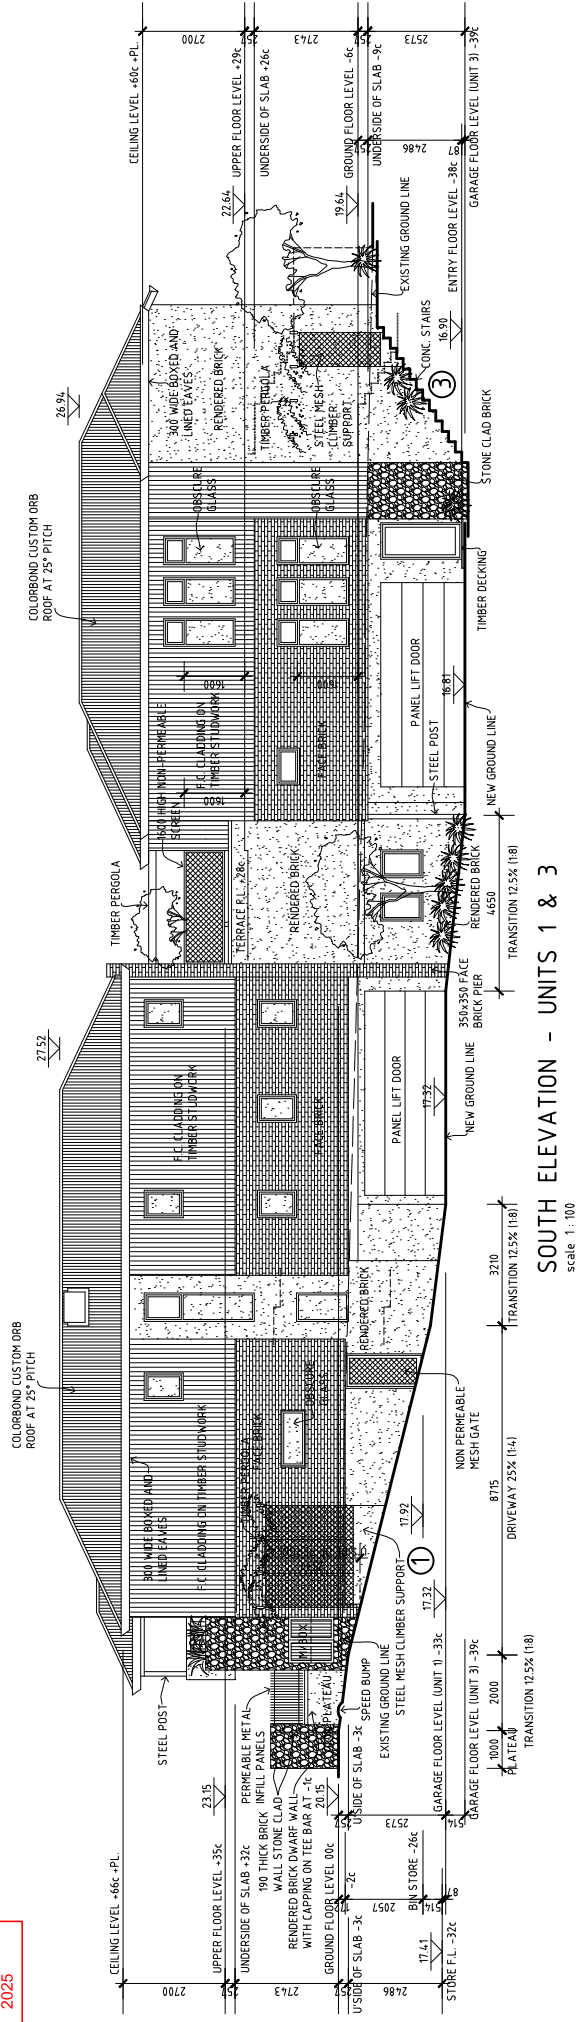 2025
CEILING LEVEL +66c +PL.
2700
UPPER FLOOR LEVEL +35c
23.15
257
UNDERSIDE OF SLAB +32c
2743
190 THICK BRICK
WALL STONE CLAD
PERMEABLE METAL
INFILL PANELS
RENDERED BRICK DWARF WALL
WITH CAPPING ON TEE BAR AT -1c
GROUND FLOOR LEVEL 00c
20.15
257
U'SIDE OF SLAB -3c
-2c
2057
BIN STORE -26c
514
87
2486
17.41
STORE F.L. -32c
257
U'SIDE OF SLAB -3c
2573
GARAGE FLOOR LEVEL (UNIT 1) -33c
514
GARAGE FLOOR LEVEL (UNIT 3) -39c
STEEL POST
M/BOX
PLATEAU
SPEED BUMP
EXISTING GROUND LINE
STEEL MESH CLIMBER SUPPORT
17.32
17.92
1
COLORBOND CUSTOM ORB
ROOF AT 25° PITCH
300 WIDE BOXED AND
LINED EAVES
F.C. CLADDING ON TIMBER STUDWORK
TIMBER PERGOLA
FACE BRICK
OBSCURE
GLASS
NON PERMEABLE
MESH GATE
RENDERED BRICK
27.52
F.C. CLADDING ON
TIMBER STUDWORK
FACE BRICK
PANEL LIFT DOOR
17.32
NEW GROUND LINE
350x350 FACE
BRICK PIER
TIMBER PERGOLA
1600 HIGH NON-PERMEABLE
SCREEN
TERRACE F.L. +28c
RENDERED BRICK
RENDERED BRICK
COLORBOND CUSTOM ORB
ROOF AT 25° PITCH
F.C. CLADDING ON
TIMBER STUDWORK
1600
1600
1600
FACE BRICK
PANEL LIFT DOOR
16.81
STEEL POST
NEW GROUND LINE
TIMBER DECKING
OBSCURE
GLASS
OBSCURE
GLASS
26.94
300 WIDE BOXED AND
LINED EAVES
RENDERED BRICK
TIMBER PERGOLA
STEEL MESH
CLIMBER
SUPPORT
STONE CLAD BRICK
3
CONC. STAIRS
EXISTING GROUND LINE
16.90
ENTRY FLOOR LEVEL -38c
22.64
19.64
CEILING LEVEL +60c +PL.
2700
UPPER FLOOR LEVEL +29c
257
UNDERSIDE OF SLAB +26c
2743
GROUND FLOOR LEVEL -6c
257
UNDERSIDE OF SLAB -9c
257
2486
87
2573
GARAGE FLOOR LEVEL (UNIT 3) -39c
1000
PLATEAU
2000
TRANSITION 12.5% (1:8)
8715
DRIVEWAY 25% (1:4)
3210
TRANSITION 12.5% (1:8)
4650
TRANSITION 12.5% (1:8)
SOUTH ELEVATION - UNITS 1 & 3
scale 1 : 100